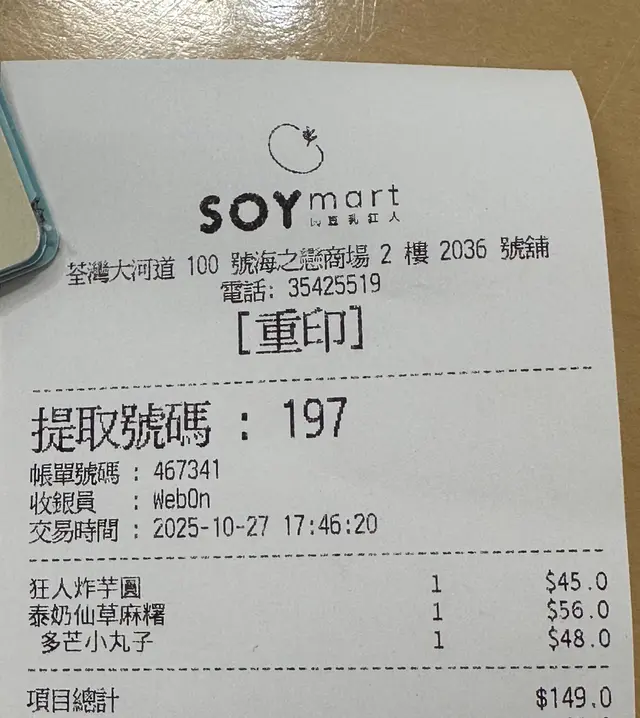 SOYmart
豆乳紅人
荃灣大河道 100 號海之戀商場 2 樓 2036 號舖
電話: 35425519
[重印]
提取號碼 : 197
帳單號碼 : 467341
收銀員 : WebOn
交易時間 : 2025-10-27 17:46:20
狂人炸芋圓 1 $45.0
泰奶仙草麻糬 1 $56.0
多芒小丸子 1 $48.0
項目總計 $149.0